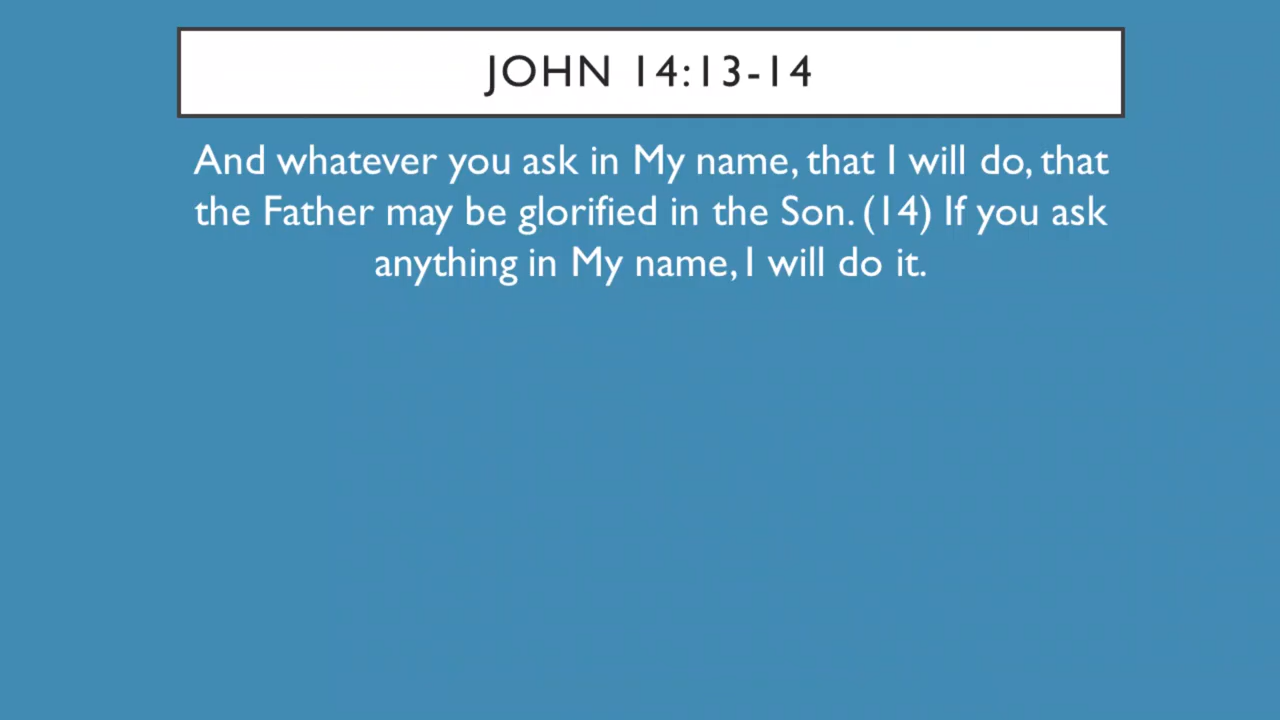 JOHN 14:13-14
And whatever you ask in My name, that I will do, that
the Father may be glorified in the Son. (14) If you ask
anything in My name, I will do it.